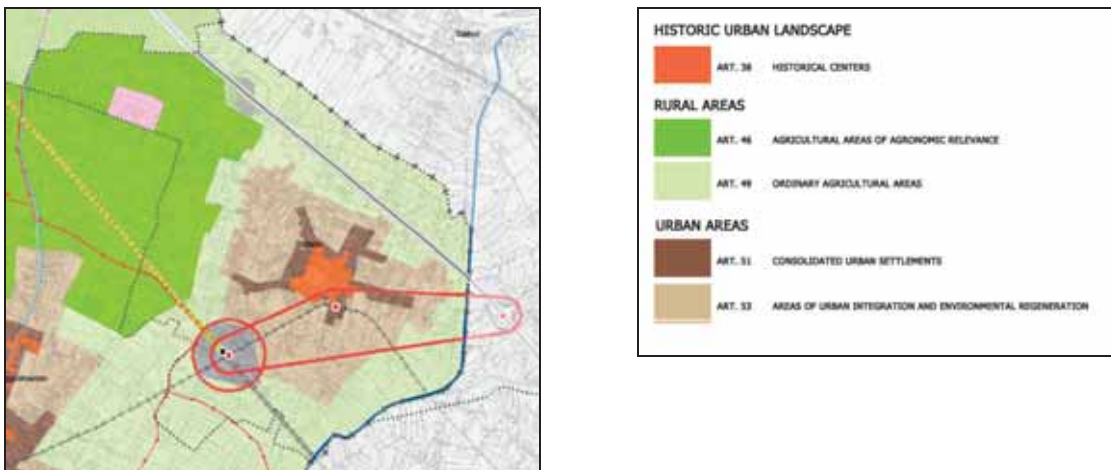 HISTORIC URBAN LANDSCAPE
ART. 38 HISTORICAL CENTERS
RURAL AREAS
ART. 46 AGRICULTURAL AREAS OF AGRONOMIC RELEVANCE
ART. 49 ORDINARY AGRICULTURAL AREAS
URBAN AREAS
ART. 51 CONSOLIDATED URBAN SETTLEMENTS
ART. 53 AREAS OF URBAN INTEGRATION AND ENVIRONMENTAL REGENERATION